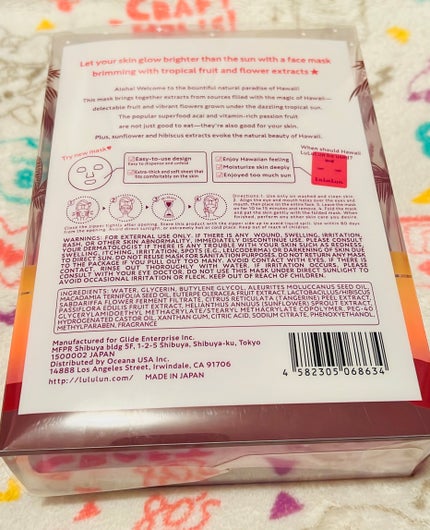 CRAFT
Let your skin glow brighter than the sun with a face mask
brimming with tropical fruit and flower extracts★
Aloha! Welcome to the bountiful natural paradise of Hawaii!
This mask brings together extracts from sources filled with the magic of Hawaii—
delectable fruit and vibrant flowers grown under the dazzling tropical sun.
The popular superfood acai and vitamin-rich passion fruit
are not just good to eat—they're also good for your skin.
Plus, sunflower and hibiscus extracts evoke the natural beauty of Hawaii.
Try new mask♥
Easy-to-use design
Easy to dispense and unfold
Extra-thick and soft sheet that
fits comfortably on the skin
Enjoy Hawaiian feeling
Moisturize skin deeply
Enjoyed too much sun
When should Hawaii
LuLuLun be used?
LuLuLun
WARNING: FOR EXTERNAL USE ONLY. IF THERE IS ANY WOUND, SWELLING, IRRITATION,
RASH, OR OTHER SKIN ABNORMALITY, IMMEDIATELY DISCONTINUE USE. PLEASE CONSULT
YOUR DERMATOLOGIST IF THERE IS ANY TROUBLE WITH YOUR SKIN SUCH AS REDNESS,
SWELLING, ITCHING, IRRITATION, WHITE SPOTS (E.G., LEUCODERMA) OR DARKENING OF SKIN DUE
TO DIRECT SUN. DO NOT REUSE MASK FOR SANITATION PURPOSES. DO NOT RETURN ANY MASK
TO THE PACKAGE IF YOU PULL OUT TOO MANY. AVOID CONTACT WITH EYES. IF THERE IS
CONTACT, RINSE OUT THOROUGHLY WITH WATER. IF IRRITATION OCCURS, PLEASE
CONSULT WITH YOUR EYE DOCTOR. DO NOT USE THIS MASK UNDER DIRECT SUNLIGHT TO
AVOID OCCASIONAL IRRITATION OR FLECK. KEEP OUT OF REACH OF CHILDREN.
INGREDIENTS: WATER, GLYCERIN, BUTYLENE GLYCOL, ALEURITES MOLUCCANUS SEED OIL,
MACADAMIA TERNIFOLIA SEED OIL, EUTERPE OLERACEA FRUIT EXTRACT, LACTOBACILLUS/HIBISCUS
SABDARIFFA FLOWER FERMENT FILTRATE, CITRUS RETICULATA (TANGERINE) PEEL EXTRACT,
PASSIFLORA EDULIS FRUIT EXTRACT, HELIANTHUS ANNUUS (SUNFLOWER) SPROUT EXTRACT,
GLYCERYLAMIDOETHYL METHACRYLATE/STEARYL METHACRYLATE COPOLYMER, PEG-60
HYDROGENATED CASTOR OIL, XANTHAN GUM, CITRIC ACID, SODIUM CITRATE, PHENOXYETHANOL,
METHYLPARABEN, FRAGRANCE
Manufactured for Glide Enterprise Inc.
MFPR Shibuya bldg 5F, 1-2-5 Shibuya, Shibuya-ku, Tokyo
1500002 JAPAN
Distributed by Oceana USA Inc.
14888 Los Angeles Street, Irwindale, CA 91706
http://lululun.com/ MADE IN JAPAN
4 582305 068634
80's